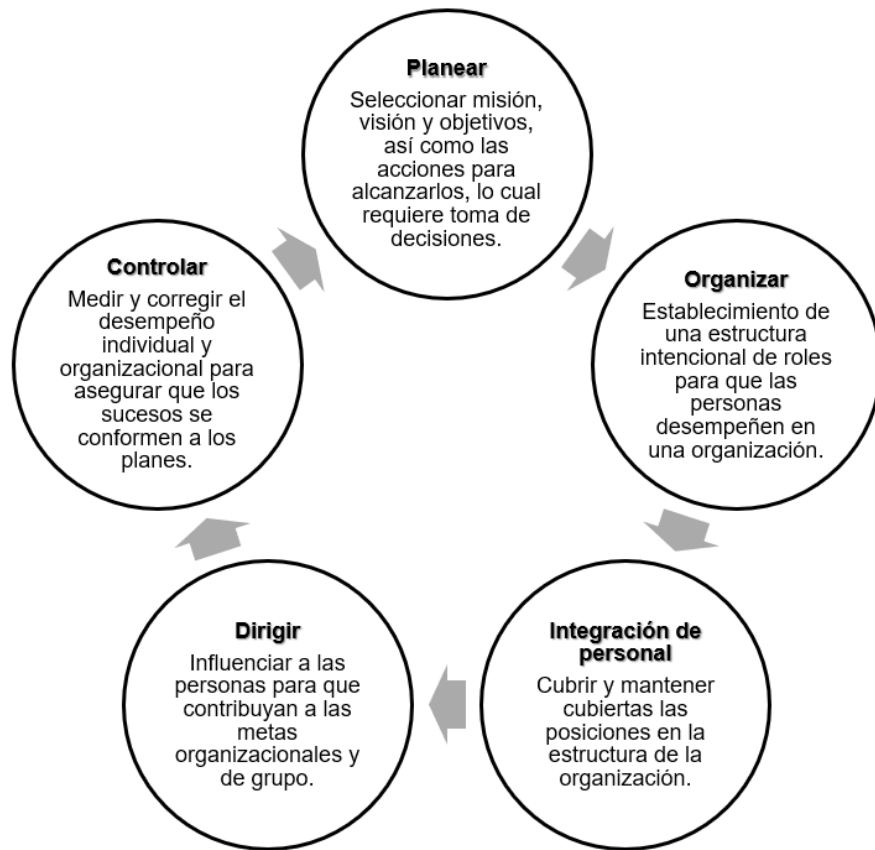 Planear
Seleccionar misión,
visión y objetivos,
así como las
acciones para
alcanzarlos, lo cual
requiere toma de
decisiones.
Organizar
Establecimiento de
una estructura
intencional de roles
para que las
personas
desempeñen en
una organización.
Integración de
personal
Cubrir y mantener
cubiertas las
posiciones en la
estructura de la
organización.
Dirigir
Influenciar a las
personas para que
contribuyan a las
metas
organizacionales y
de grupo.
Controlar
Medir y corregir el
desempeño
individual y
organizacional para
asegurar que los
sucesos se
conformen a los
planes.